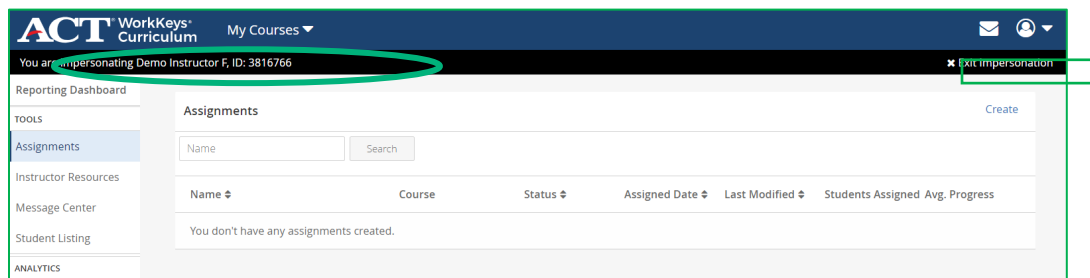 ACT WorkKeys® Curriculum My Courses
You are impersonating Demo Instructor F, ID: 3816766 ✖ Exit Impersonation
Reporting Dashboard
TOOLS
Assignments
Instructor Resources
Message Center
Student Listing
ANALYTICS
Assignments Create
Name Search
Name Course Status Assigned Date Last Modified Students Assigned Avg. Progress
You don't have any assignments created.